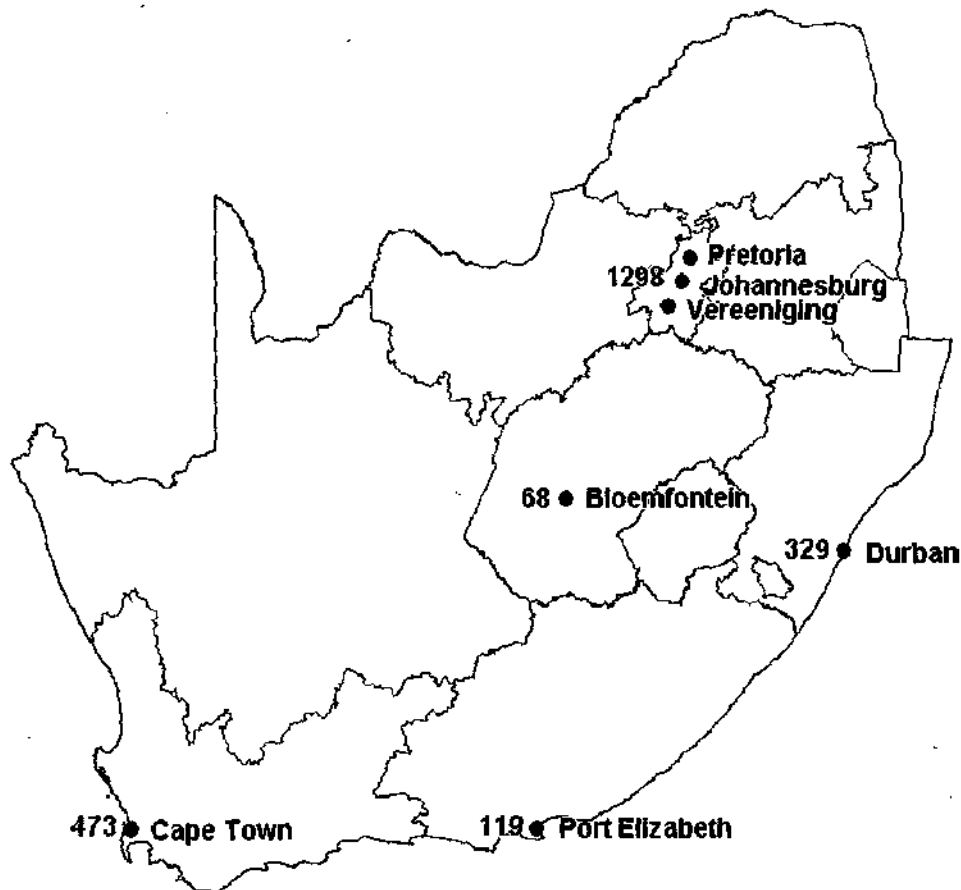 Pretoria
1298 Johannesburg
Vereeniging
68 Bloemfontein
329 Durban
473 Cape Town
119 Port Elizabeth